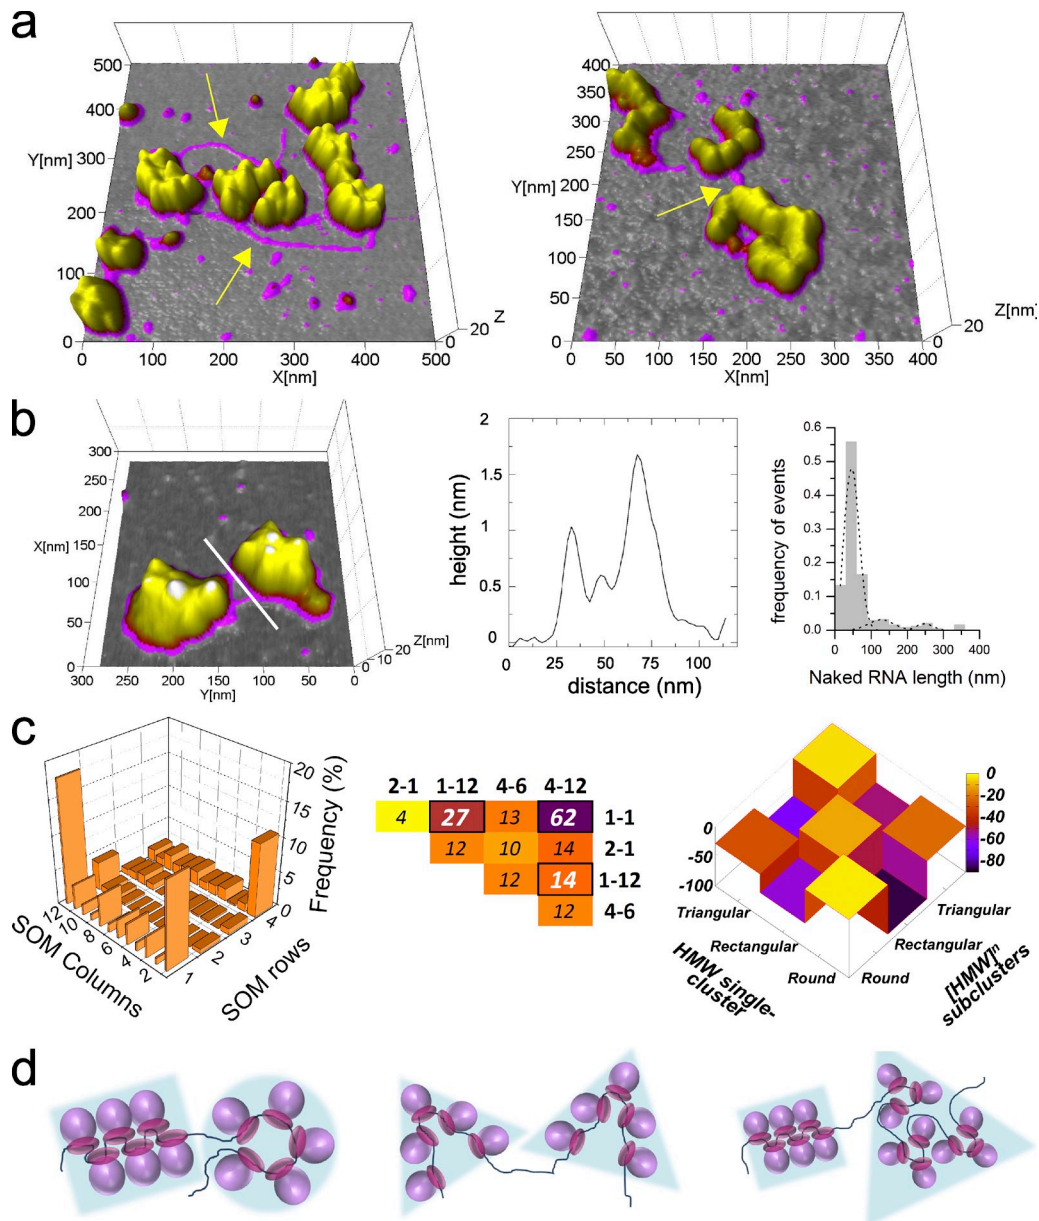 a
500
400
Y[nm] 300
200
100
0
0 100 200 300 400 500
X[nm]
Z
20
0
400
350
300
250
Y[nm] 200
150
100
50
0
0 50 100 150 200 250 300 350 400
X[nm]
Z[nm]
20
0
b
300
250
200
X[nm] 150
100
50
0
300 250 200 150 100 50 0
Y[nm]
Z[nm]
20
10
0
2
1.5
1
0.5
0
height (nm)
0 25 50 75 100
distance (nm)
0.6
0.5
0.4
0.3
0.2
0.1
0.0
frequency of events
0 100 200 300 400
Naked RNA length (nm)
c
20
15
10
5
0
Frequency (%)
12 10 8 6 4 2
SOM Columns
1 2 3 4
SOM rows
2-1 1-12 4-6 4-12
4 27 13 62 1-1
12 10 14 2-1
12 14 1-12
12 4-6
0
-20
-40
-60
-80
0
-50
-100
Triangular
Rectangular
Round
HMW single-
cluster
Round
Rectangular
Triangular
[HMW]ⁿ
subclusters
d